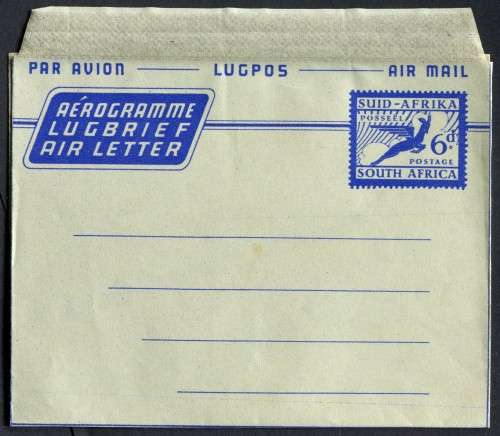 PAR AVION — LUGPOS — AIR MAIL
AÉROGRAMME
LUGBRIEF
AIR LETTER
SUID-AFRIKA
POSSEËL
6d.
POSTAGE
SOUTH AFRICA